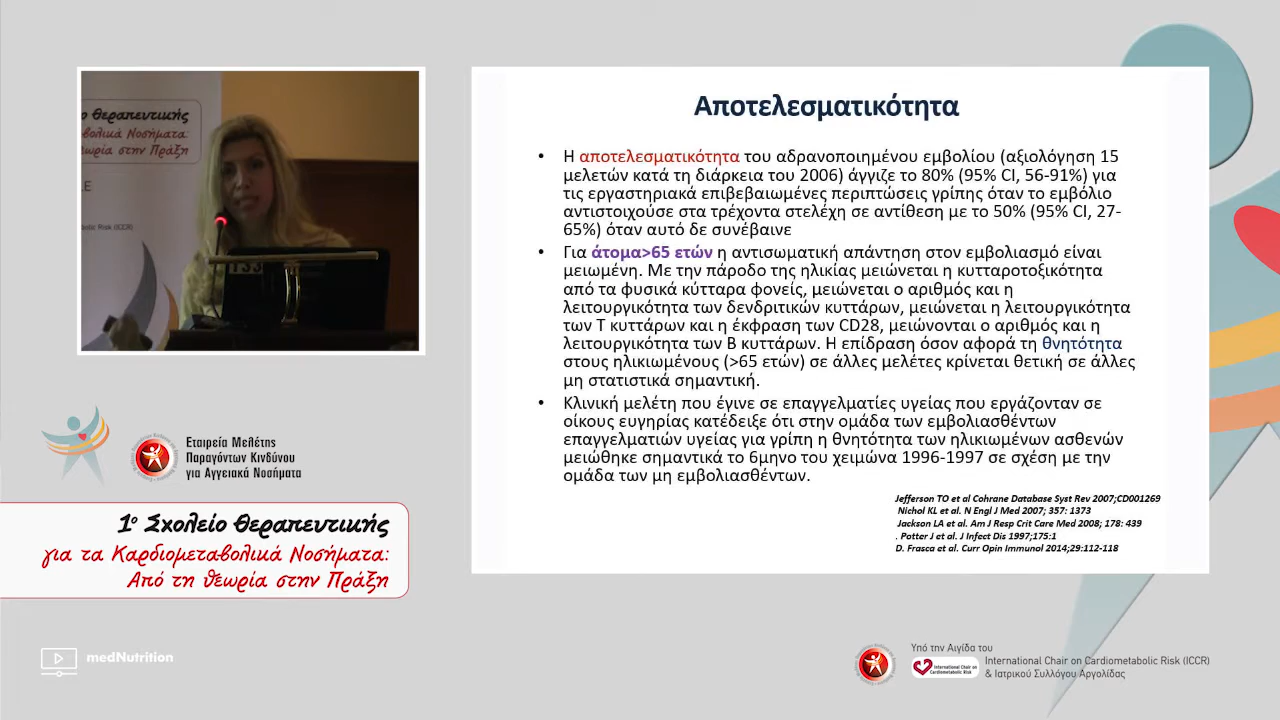 ο Θεραπευτικής
βολικά Νοσήματα:
εωρία στην Πράξη
Αποτελεσματικότητα
• Η αποτελεσματικότητα του αδρανοποιημένου εμβολίου (αξιολόγηση 15
μελετών κατά τη διάρκεια του 2006) άγγιζε το 80% (95% CI, 56-91%) για
τις εργαστηριακά επιβεβαιωμένες περιπτώσεις γρίπης όταν το εμβόλιο
αντιστοιχούσε στα τρέχοντα στελέχη σε αντίθεση με το 50% (95% CI, 27-
65%) όταν αυτό δε συνέβαινε
• Για άτομα>65 ετών η αντισωματική απάντηση στον εμβολιασμό είναι
μειωμένη. Με την πάροδο της ηλικίας μειώνεται η κυτταροτοξικότητα
από τα φυσικά κύτταρα φονείς, μειώνεται ο αριθμός και η
λειτουργικότητα των δενδριτικών κυττάρων, μειώνεται η λειτουργικότητα
των Τ κυττάρων και η έκφραση των CD28, μειώνονται ο αριθμός και η
λειτουργικότητα των Β κυττάρων. Η επίδραση όσον αφορά τη θνητότητα
στους ηλικιωμένους (>65 ετών) σε άλλες μελέτες κρίνεται θετική σε άλλες
μη στατιστικά σημαντική.
• Κλινική μελέτη που έγινε σε επαγγελματίες υγείας που εργάζονταν σε
οίκους ευγηρίας κατέδειξε ότι στην ομάδα των εμβολιασθέντων
επαγγελματιών υγείας για γρίπη η θνητότητα των ηλικιωμένων ασθενών
μειώθηκε σημαντικά το 6μηνο του χειμώνα 1996-1997 σε σχέση με την
ομάδα των μη εμβολιασθέντων.
Jefferson TO et al Cochrane Database Syst Rev 2007;CD001269
Nichol KL et al. N Engl J Med 2007; 357: 1373
Jackson LA et al. Am J Resp Crit Care Med 2008; 178: 439
. Potter J et al. J Infect Dis 1997;175:1
D. Frasca et al. Curr Opin Immunol 2014;29:112-118
Εταιρεία Μελέτης
Παραγόντων Κινδύνου
για Αγγειακά Νοσήματα
1ο Σχολείο Θεραπευτικής
για τα Καρδιομεταβολικά Νοσήματα:
Από τη θεωρία στην Πράξη
medNutrition
Υπό την Αιγίδα του
International Chair on Cardiometabolic Risk (ICCR)
& Ιατρικού Συλλόγου Αργολίδας
International Chair on
Cardiometabolic Risk